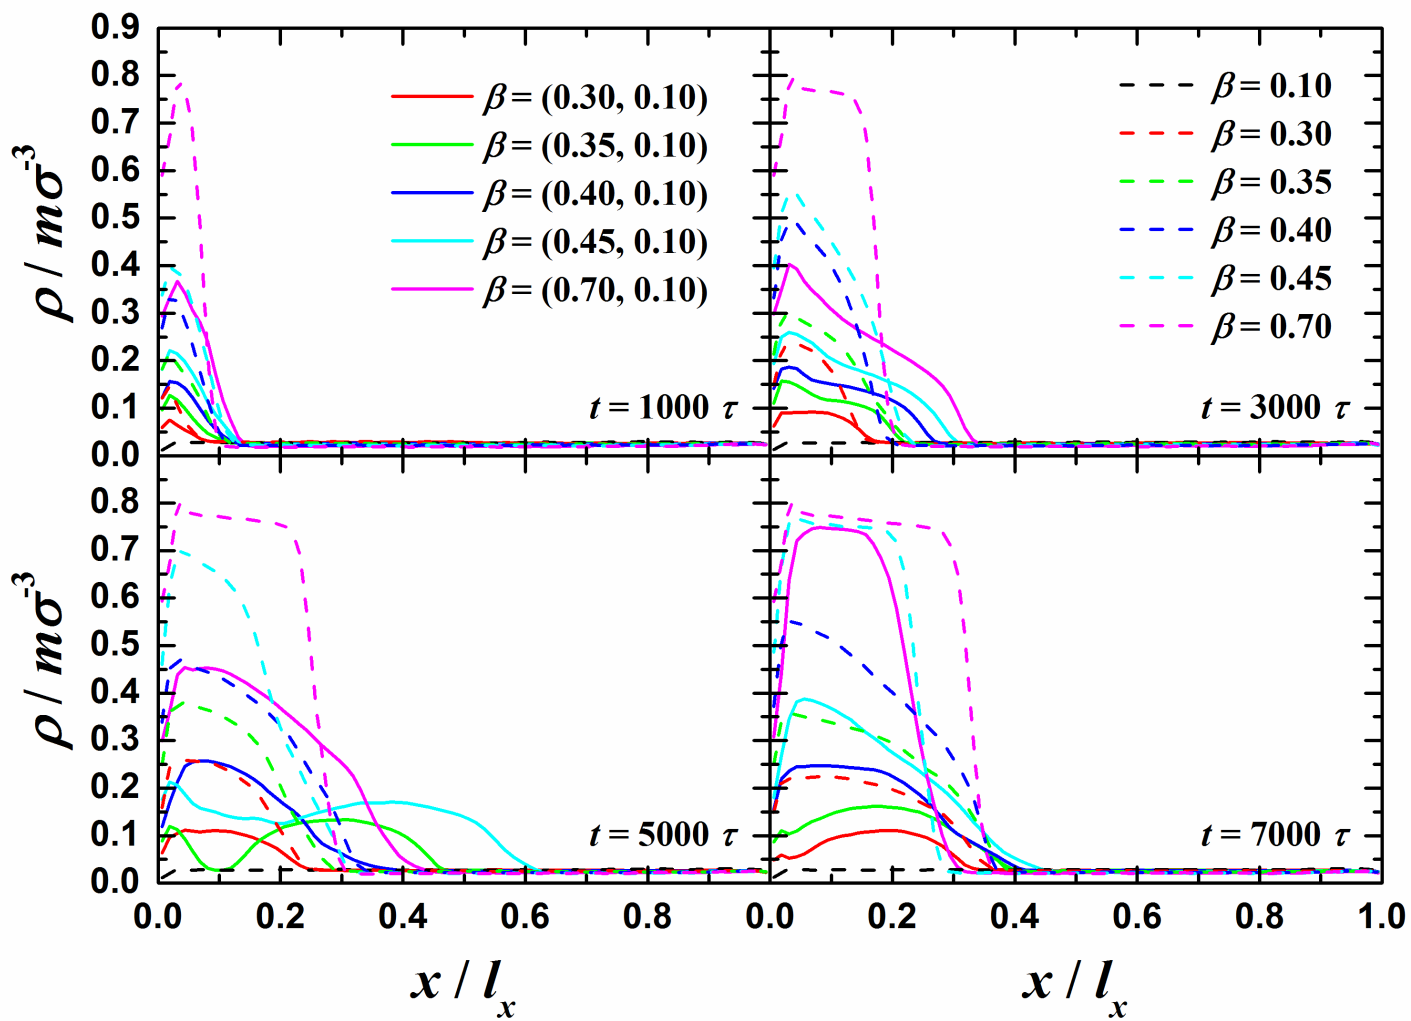 0.9
0.8
0.7
0.6
0.5
0.4
0.3
0.2
0.1
0.0
ρ / mσ⁻³
β = (0.30, 0.10)
β = (0.35, 0.10)
β = (0.40, 0.10)
β = (0.45, 0.10)
β = (0.70, 0.10)
t = 1000 τ
β = 0.10
β = 0.30
β = 0.35
β = 0.40
β = 0.45
β = 0.70
t = 3000 τ
0.8
0.7
0.6
0.5
0.4
0.3
0.2
0.1
0.0
ρ / mσ⁻³
t = 5000 τ
t = 7000 τ
0.0 0.2 0.4 0.6 0.8 0.0 0.2 0.4 0.6 0.8 1.0
x / lₓ x / lₓ